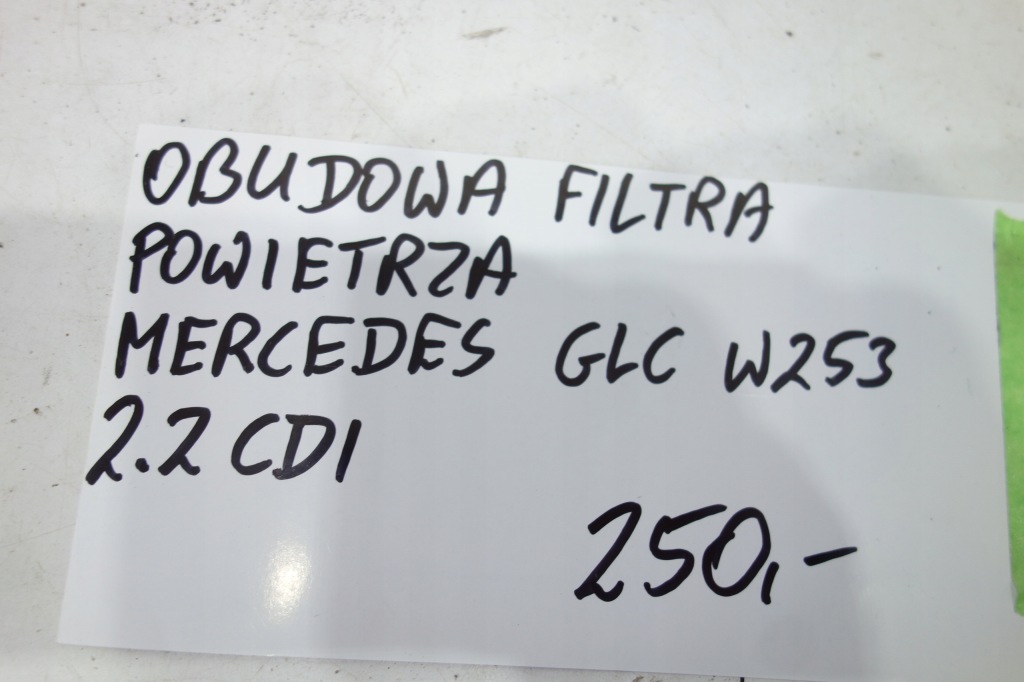 OBUDOWA FILTRA
POWIETRZA
MERCEDES GLC W253
2.2 CDI
250,-